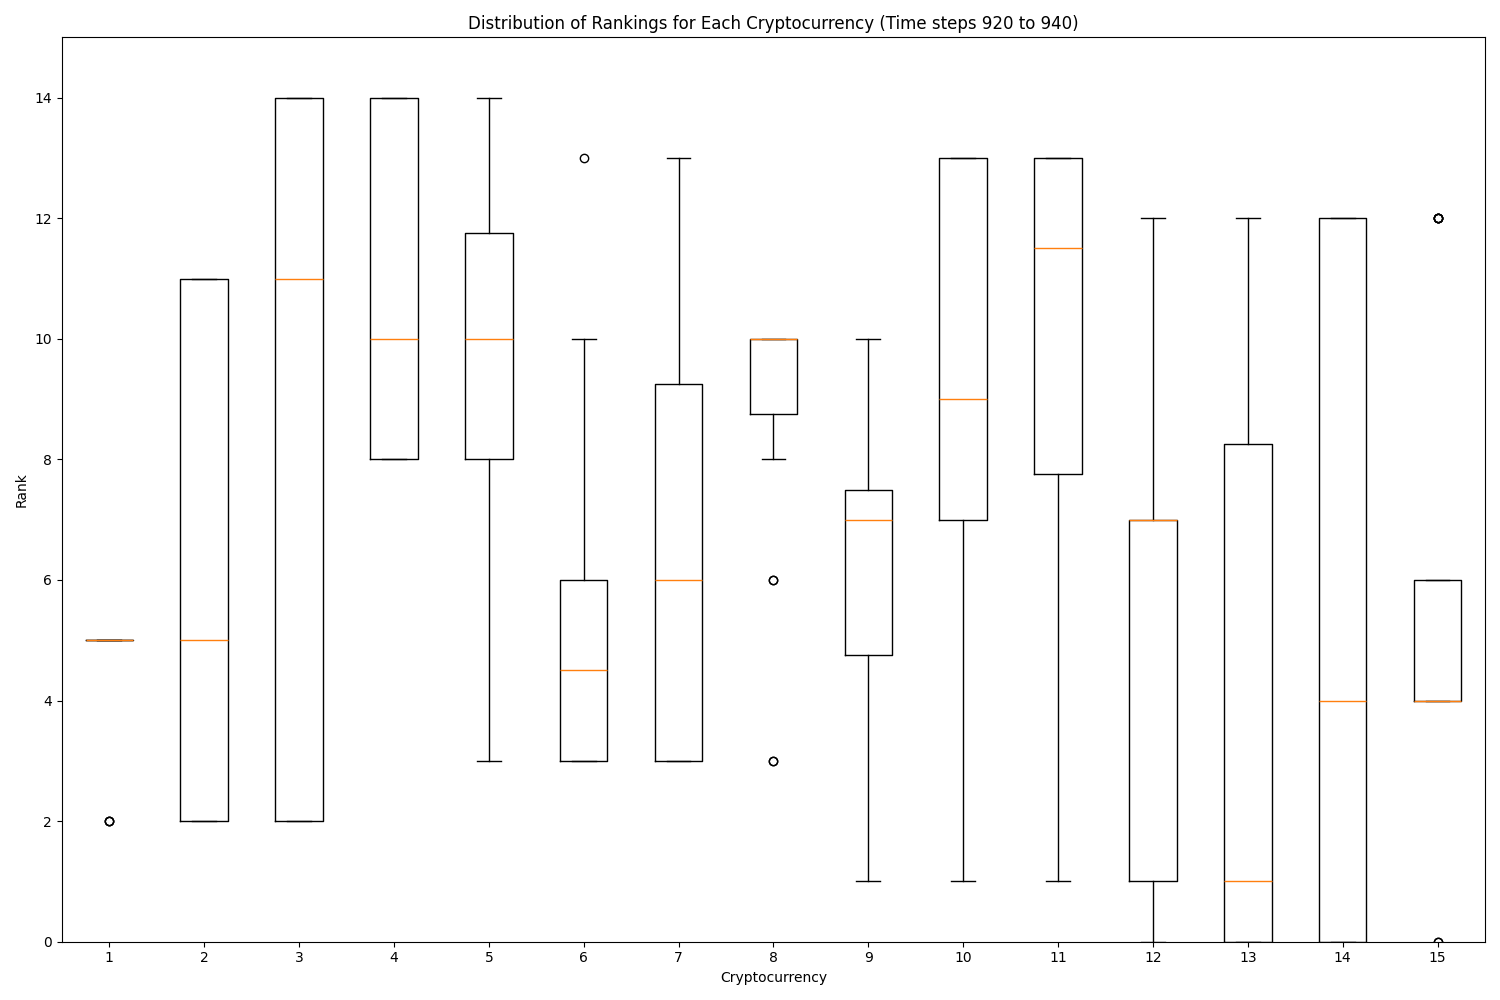 Distribution of Rankings for Each Cryptocurrency (Time steps 920 to 940)
Rank
14
12
10
8
6
4
2
0
1 2 3 4 5 6 7 8 9 10 11 12 13 14 15
Cryptocurrency